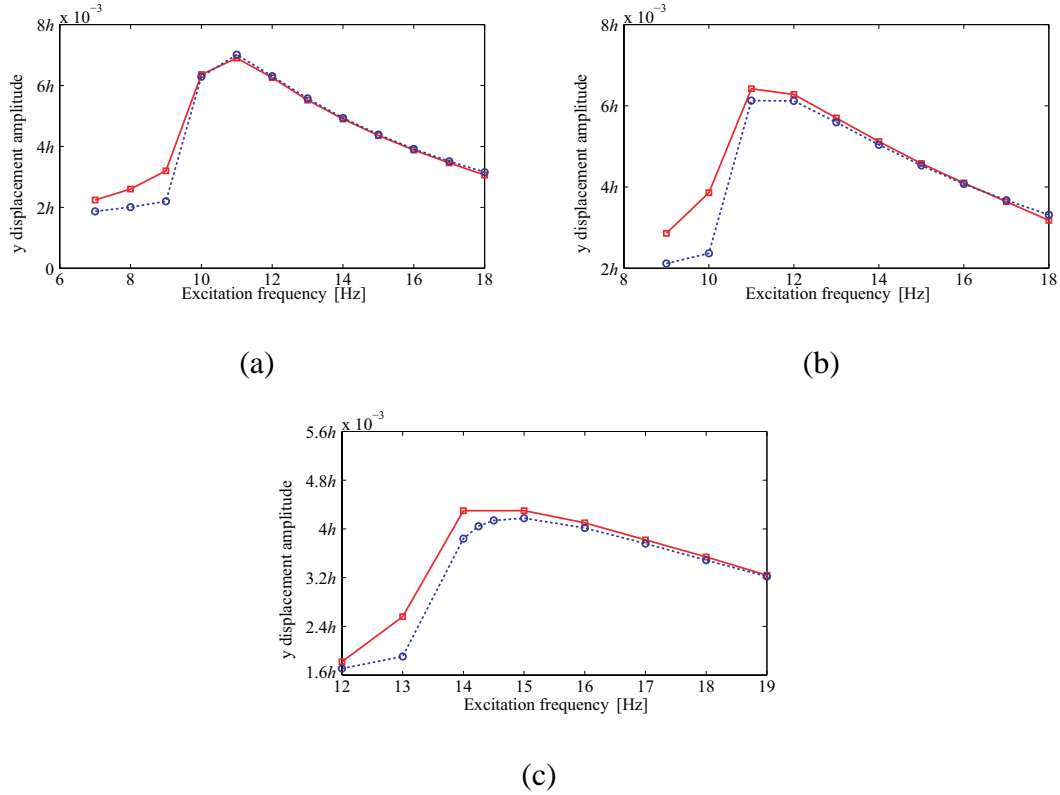 x 10⁻³
8h
6h
4h
2h
0
y displacement amplitude
6 8 10 12 14 16 18
Excitation frequency [Hz]
(a)
x 10⁻³
8h
6h
4h
2h
y displacement amplitude
8 10 12 14 16 18
Excitation frequency [Hz]
(b)
x 10⁻³
5.6h
4.8h
4h
3.2h
2.4h
1.6h
y displacement amplitude
12 13 14 15 16 17 18 19
Excitation frequency [Hz]
(c)